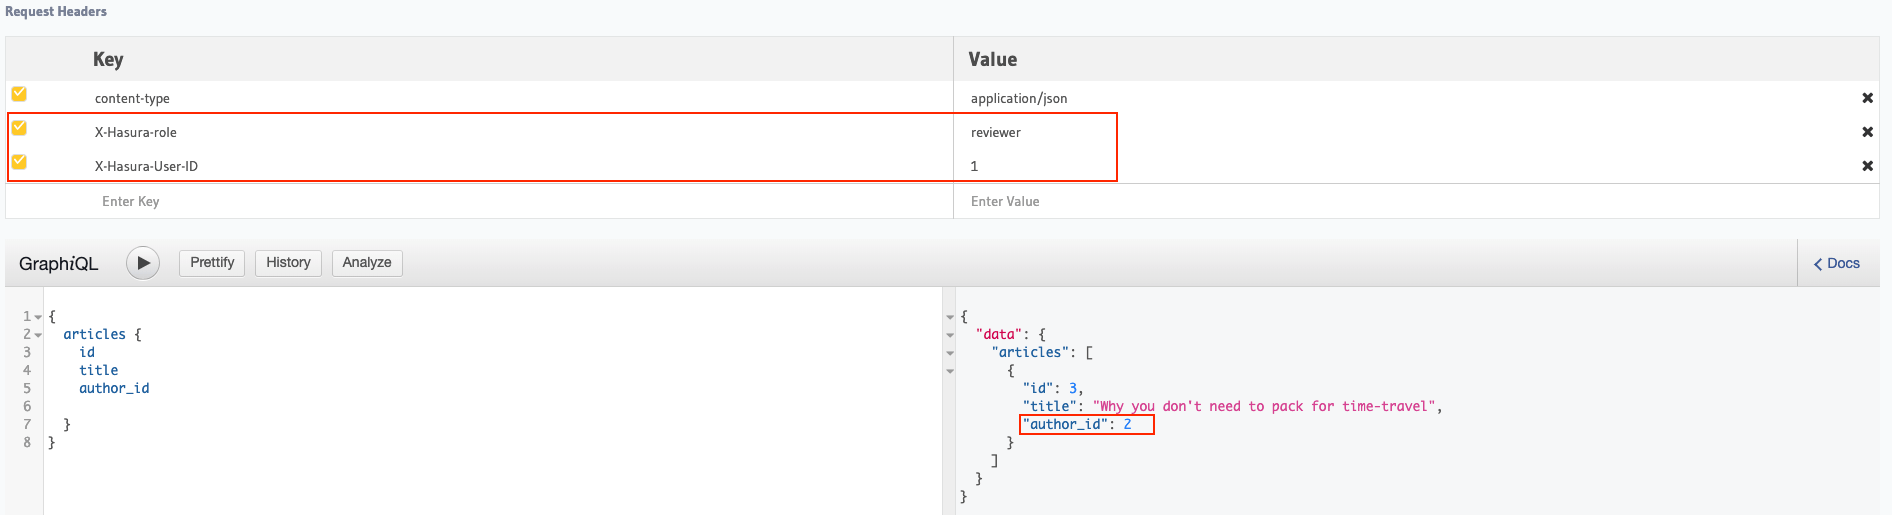 Request Headers
Key Value
content-type application/json
X-Hasura-role reviewer
X-Hasura-User-ID 1
Enter Key Enter Value
GraphiQL Prettify History Analyze Docs
1 {
2 articles {
3 id
4 title
5 author_id
6
7 }
8 }
{
"data": {
"articles": [
{
"id": 3,
"title": "Why you don't need to pack for time-travel",
"author_id": 2
}
]
}
}